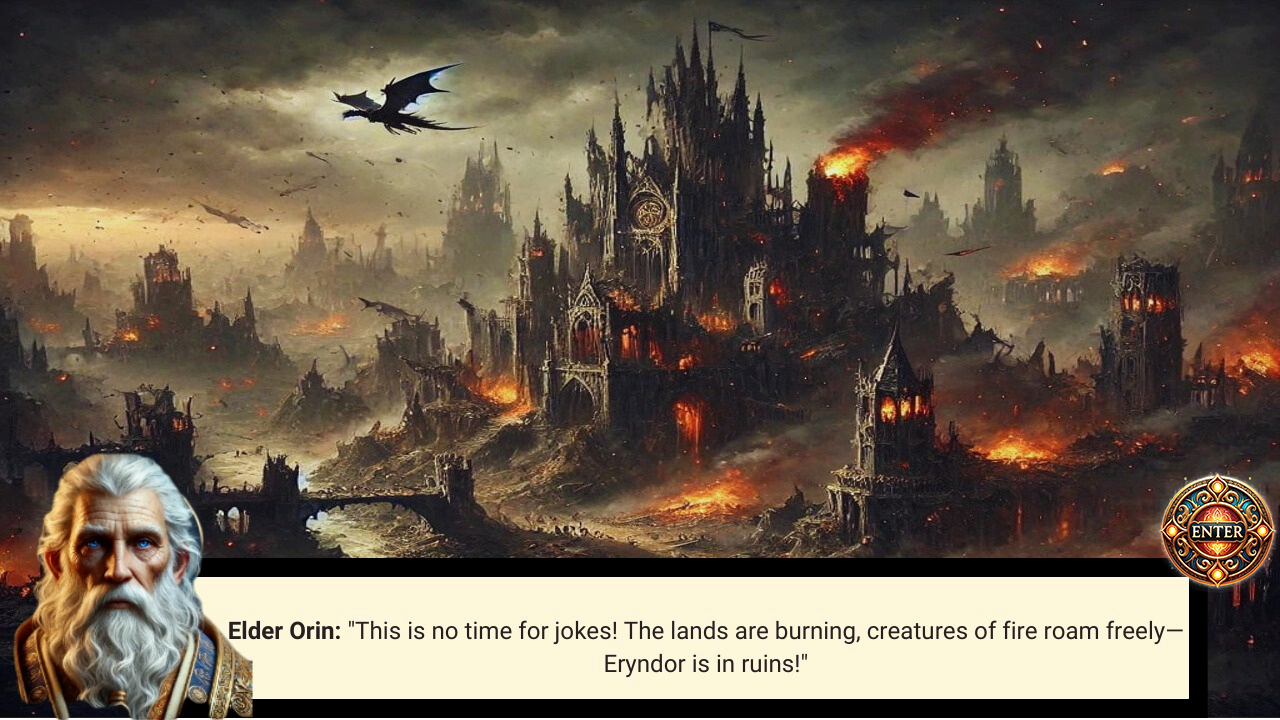 ENTER
Elder Orin: "This is no time for jokes! The lands are burning, creatures of fire roam freely—
Eryndor is in ruins!"